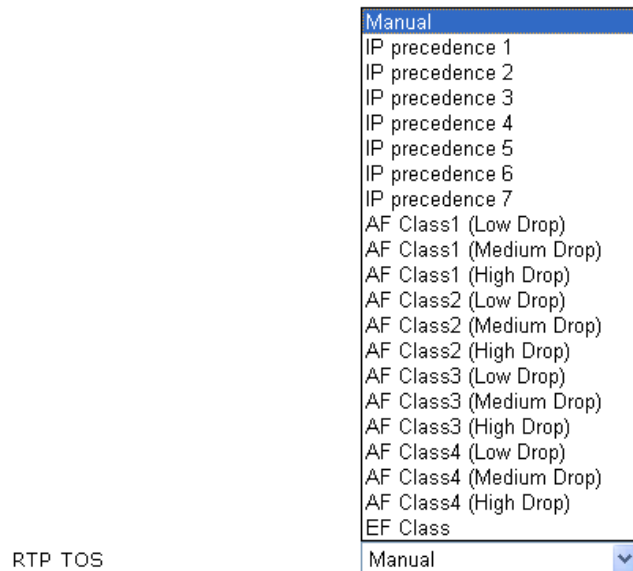 Manual
IP precedence 1
IP precedence 2
IP precedence 3
IP precedence 4
IP precedence 5
IP precedence 6
IP precedence 7
AF Class1 (Low Drop)
AF Class1 (Medium Drop)
AF Class1 (High Drop)
AF Class2 (Low Drop)
AF Class2 (Medium Drop)
AF Class2 (High Drop)
AF Class3 (Low Drop)
AF Class3 (Medium Drop)
AF Class3 (High Drop)
AF Class4 (Low Drop)
AF Class4 (Medium Drop)
AF Class4 (High Drop)
EF Class
RTP TOS Manual